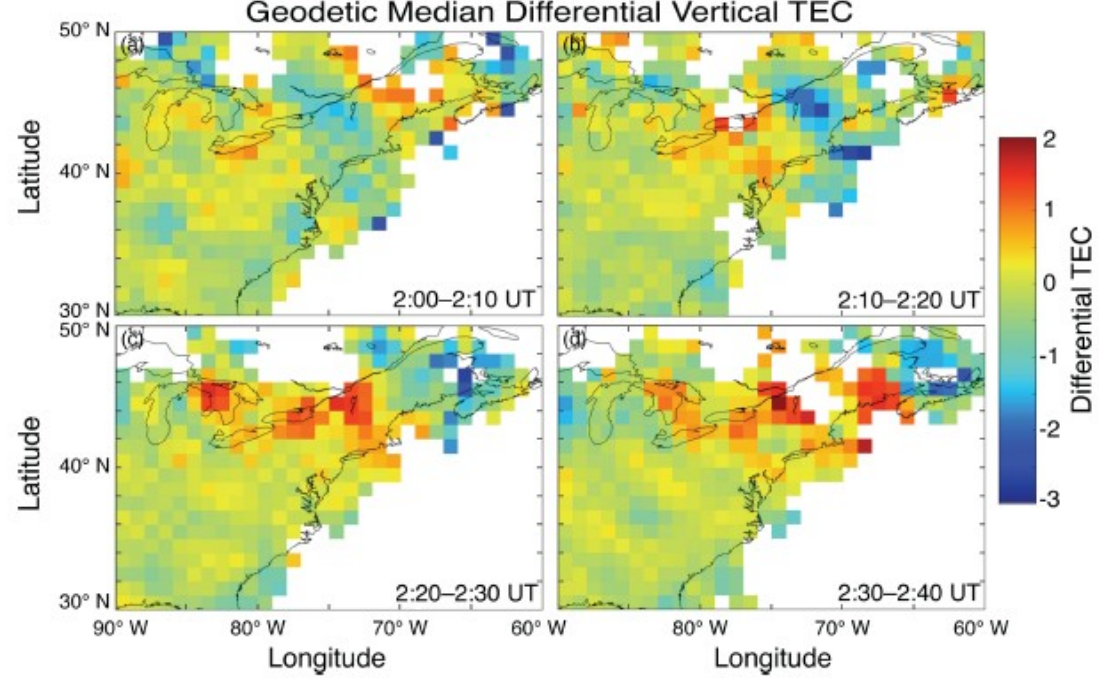 Geodetic Median Differential Vertical TEC
50° N
(a)
(b)
Latitude
40° N
30° N
2:00–2:10 UT
2:10–2:20 UT
2
1
0
-1
-2
-3
Differential TEC
50° N
(c)
(d)
Latitude
40° N
30° N
2:20–2:30 UT
2:30–2:40 UT
90° W
80° W
70° W
60° W
80° W
70° W
60° W
Longitude
Longitude